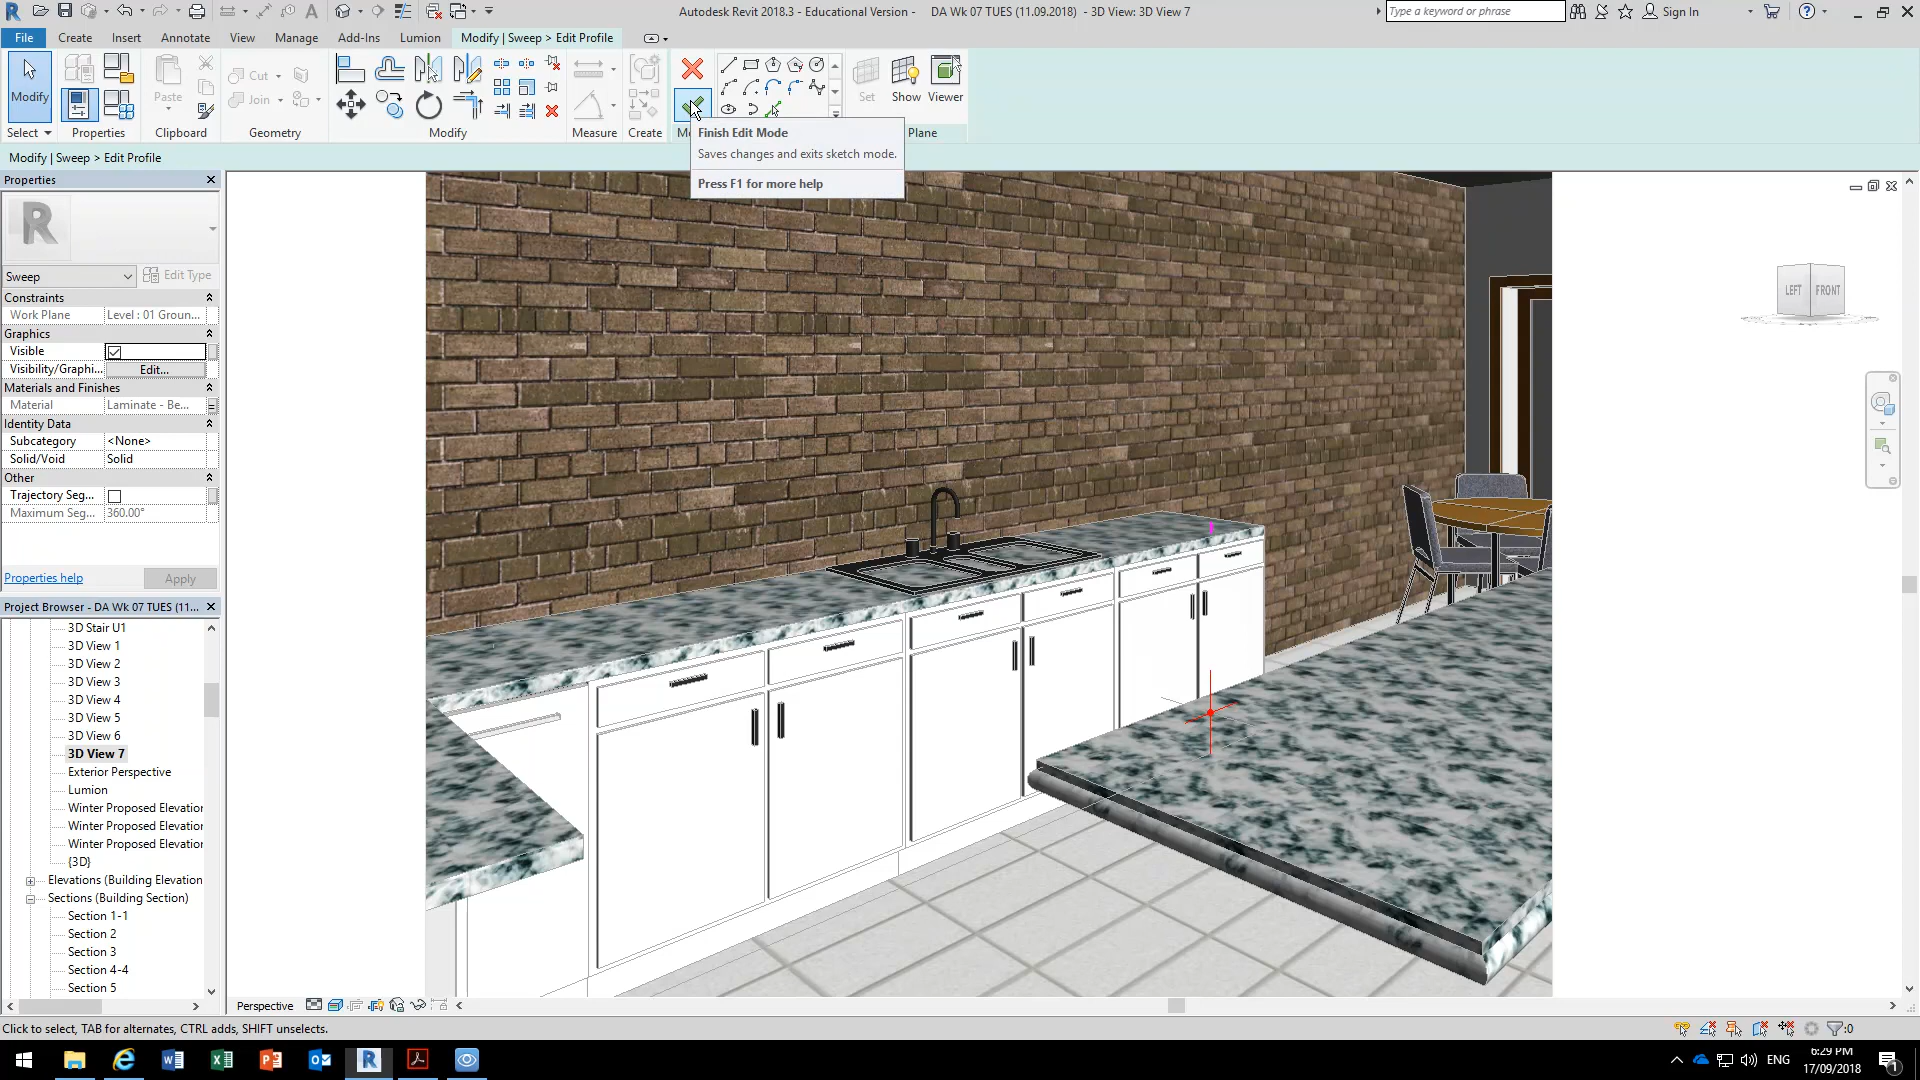 Autodesk Revit 2018.3 - Educational Version - DA Wk 07 TUES (11.09.2018) - 3D View: 3D View 7
Type a keyword or phrase
Sign In
File Create Insert Annotate View Manage Add-Ins Lumion Modify | Sweep > Edit Profile
Modify
Paste
Cut
Join
Set Show Viewer
Select Properties Clipboard Geometry Modify Measure Create Plane
Finish Edit Mode
Saves changes and exits sketch mode.
Press F1 for more help
Modify | Sweep > Edit Profile
Properties
Sweep Edit Type
Constraints
Work Plane Level : 01 Groun...
Graphics
Visible
Visibility/Graphi... Edit...
Materials and Finishes
Material Laminate - Be...
Identity Data
Subcategory <None>
Solid/Void Solid
Other
Trajectory Seg...
Maximum Seg... 360.00°
Properties help Apply
Project Browser - DA Wk 07 TUES (11...
3D Stair U1
3D View 1
3D View 2
3D View 3
3D View 4
3D View 5
3D View 6
3D View 7
Exterior Perspective
Lumion
Winter Proposed Elevation
Winter Proposed Elevation
Winter Proposed Elevation
{3D}
Elevations (Building Elevation
Sections (Building Section)
Section 1-1
Section 2
Section 3
Section 4-4
Section 5
LEFT FRONT
Perspective
Click to select, TAB for alternates, CTRL adds, SHIFT unselects.
:0
ENG
6:29 PM
17/09/2018
1